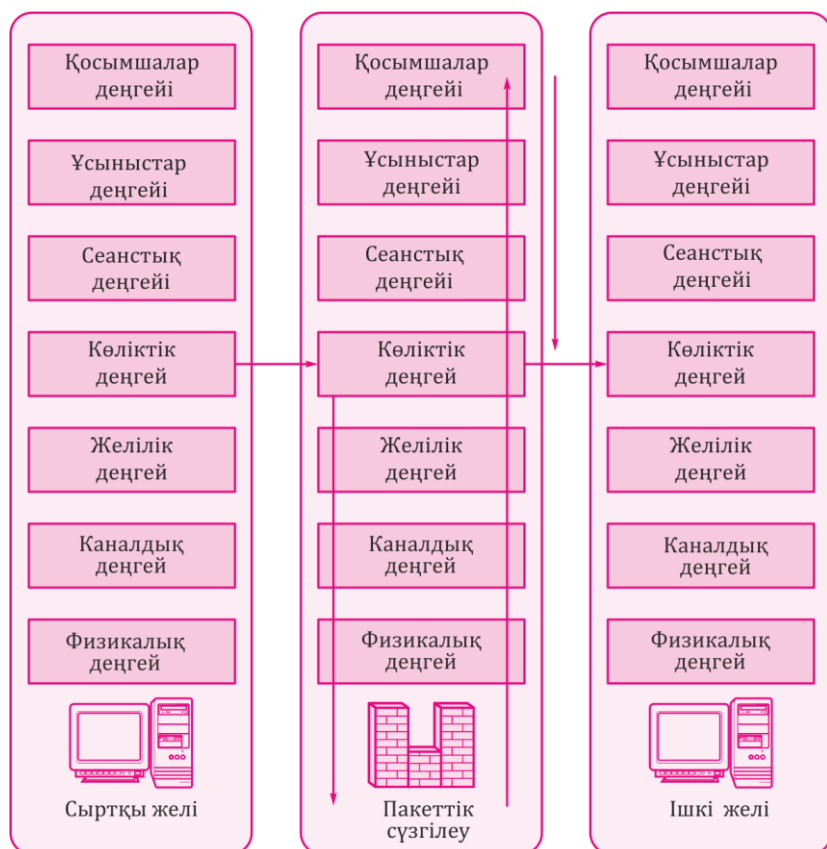 Қосымшалар
деңгейі
Ұсыныстар
деңгейі
Сеанстық
деңгейі
Көліктік
деңгей
Желілік
деңгей
Каналдық
деңгей
Физикалық
деңгей
Сыртқы желі
Қосымшалар
деңгейі
Ұсыныстар
деңгейі
Сеанстық
деңгейі
Көліктік
деңгей
Желілік
деңгей
Каналдық
деңгей
Физикалық
деңгей
Пакеттік
сүзгілеу
Қосымшалар
деңгейі
Ұсыныстар
деңгейі
Сеанстық
деңгейі
Көліктік
деңгей
Желілік
деңгей
Каналдық
деңгей
Физикалық
деңгей
Ішкі желі